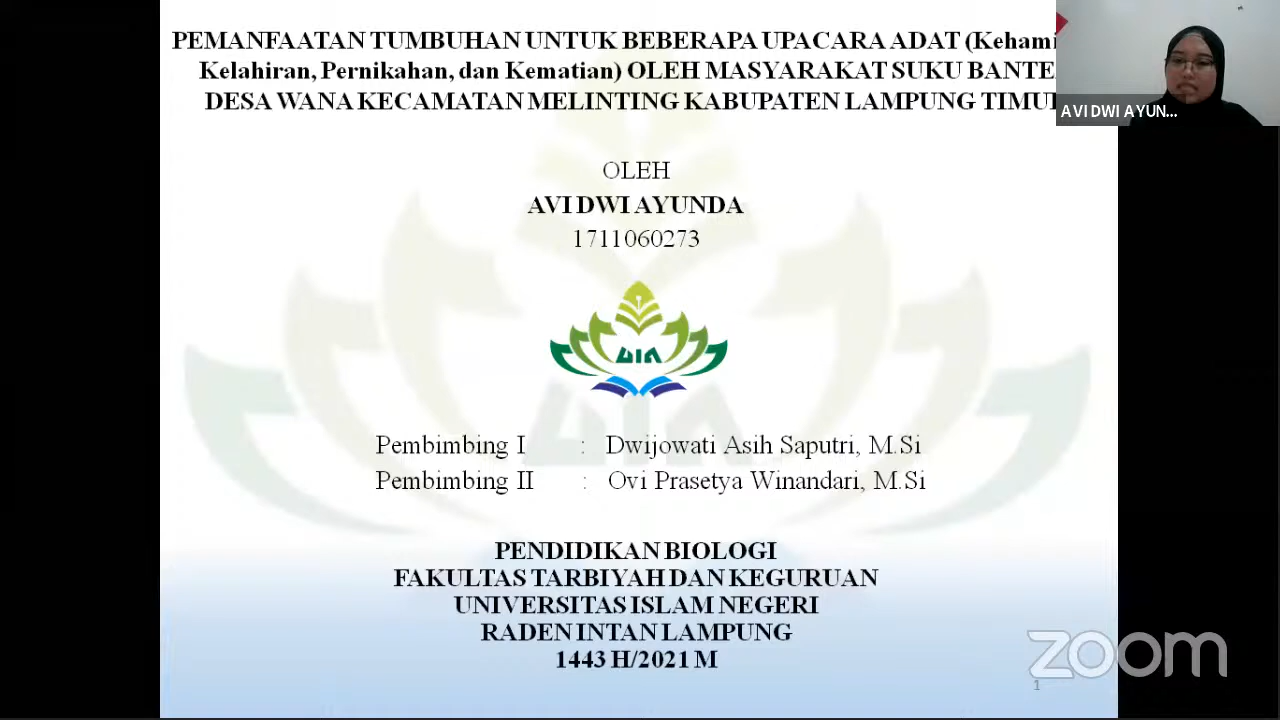 PEMANFAATAN TUMBUHAN UNTUK BEBERAPA UPACARA ADAT
Kelahiran, Pernikahan, dan Kematian) OLEH MASYARAKAT SUKU
DESA WANA KECAMATAN MELINTING KABUPATEN LAMPUNG
AVI DWI AYUN...
OLEH
AVI DWI AYUNDA
1711060273
UIN
Pembimbing I : Dwijowati Asih Saputri, M.Si
Pembimbing II : Ovi Prasetya Winandari, M.Si
PENDIDIKAN BIOLOGI
FAKULTAS TARBIYAH DAN KEGURUAN
UNIVERSITAS ISLAM NEGERI
RADEN INTAN LAMPUNG
1443 H/2021 M
zoom
1